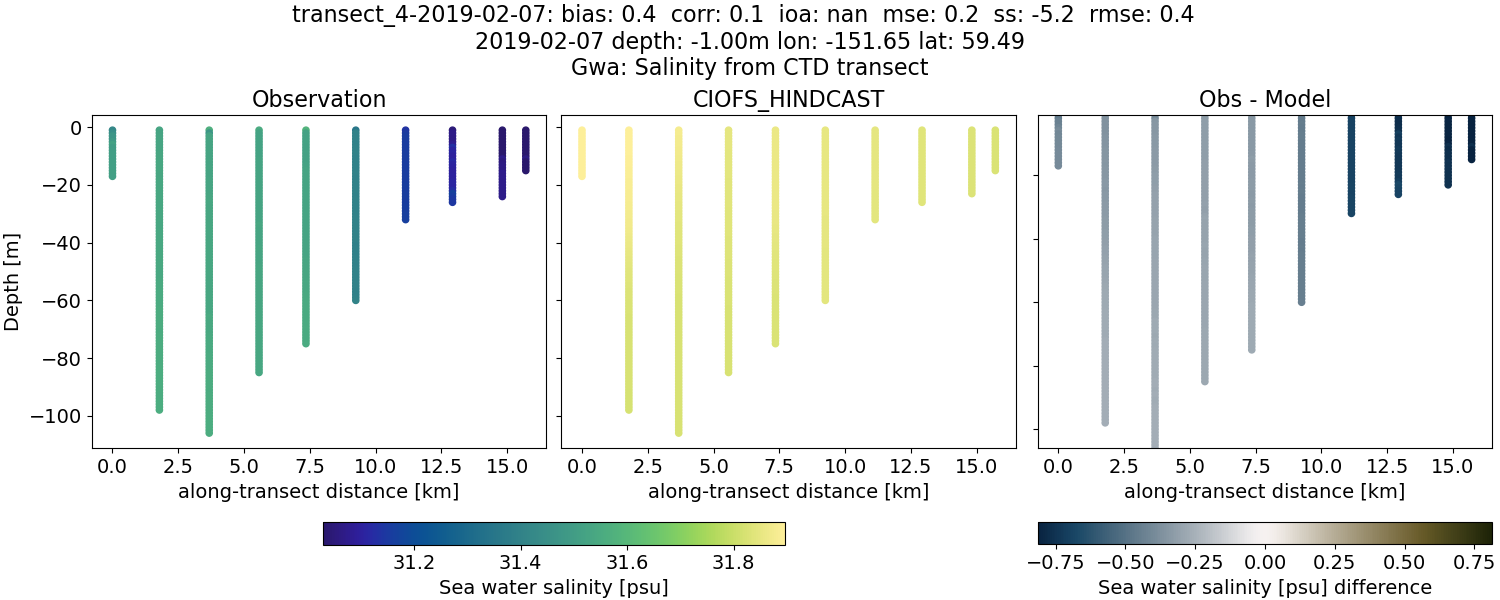 transect_4-2019-02-07: bias: 0.4  corr: 0.1  ioa: nan  mse: 0.2  ss: -5.2  rmse: 0.4
2019-02-07 depth: -1.00m lon: -151.65 lat: 59.49
Gwa: Salinity from CTD transect
Observation
CIOFS_HINDCAST
Obs - Model
Depth [m]
0
−20
−40
−60
−80
−100
0.0 2.5 5.0 7.5 10.0 12.5 15.0
0.0 2.5 5.0 7.5 10.0 12.5 15.0
0.0 2.5 5.0 7.5 10.0 12.5 15.0
along-transect distance [km]
along-transect distance [km]
along-transect distance [km]
31.2 31.4 31.6 31.8
Sea water salinity [psu]
−0.75 −0.50 −0.25 0.00 0.25 0.50 0.75
Sea water salinity [psu] difference